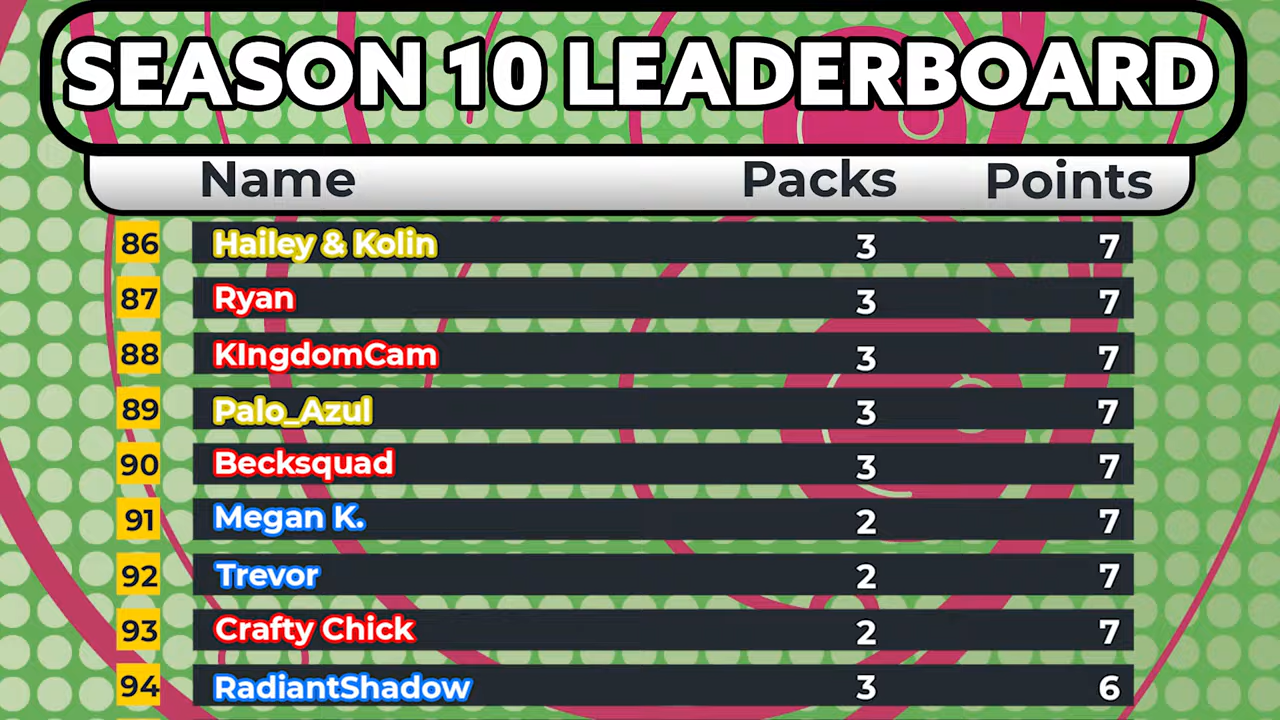 SEASON 10 LEADERBOARD
Name Packs Points
86 Hailey & Kolin 3 7
87 Ryan 3 7
88 KIngdomCam 3 7
89 Palo_Azul 3 7
90 Becksquad 3 7
91 Megan K. 2 7
92 Trevor 2 7
93 Crafty Chick 2 7
94 RadiantShadow 3 6